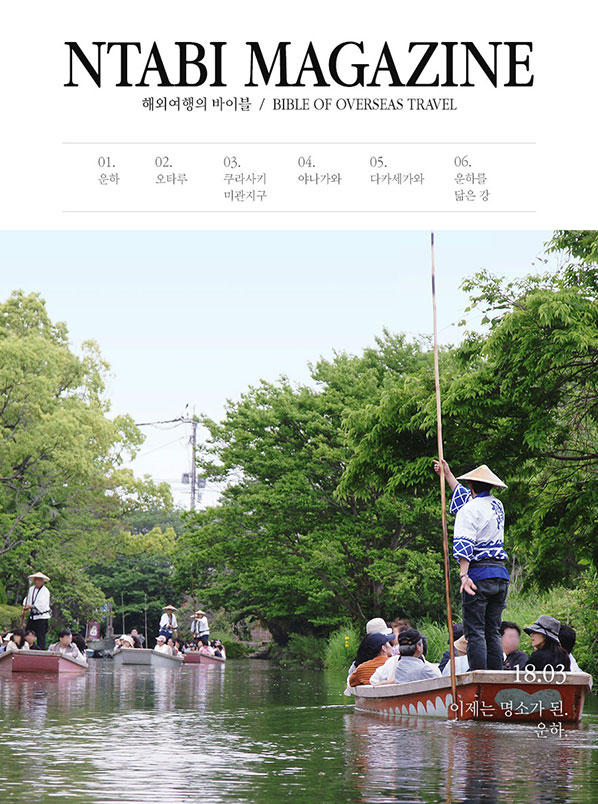 NTABI MAGAZINE
해외여행의 바이블 / BIBLE OF OVERSEAS TRAVEL
01. 02. 03. 04. 05. 06.
운하 오타루 쿠라사키 야나가와 다카세가와 운하를
미관지구 닮은 강
18.03
이제는 명소가 된.
운하.